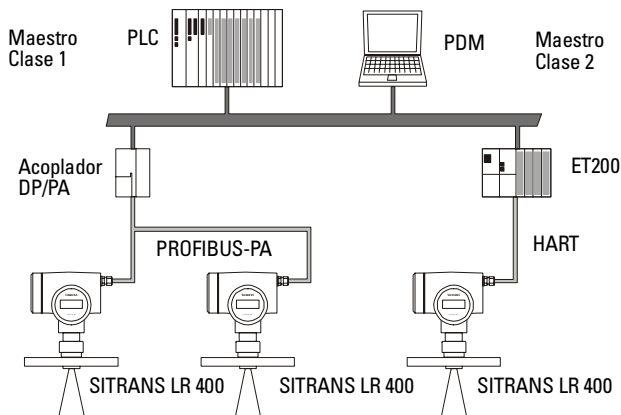 Maestro
Clase 1
PLC
PDM
Maestro
Clase 2
Acoplador
DP/PA
ET200
PROFIBUS-PA
HART
SITRANS LR 400
SITRANS LR 400
SITRANS LR 400